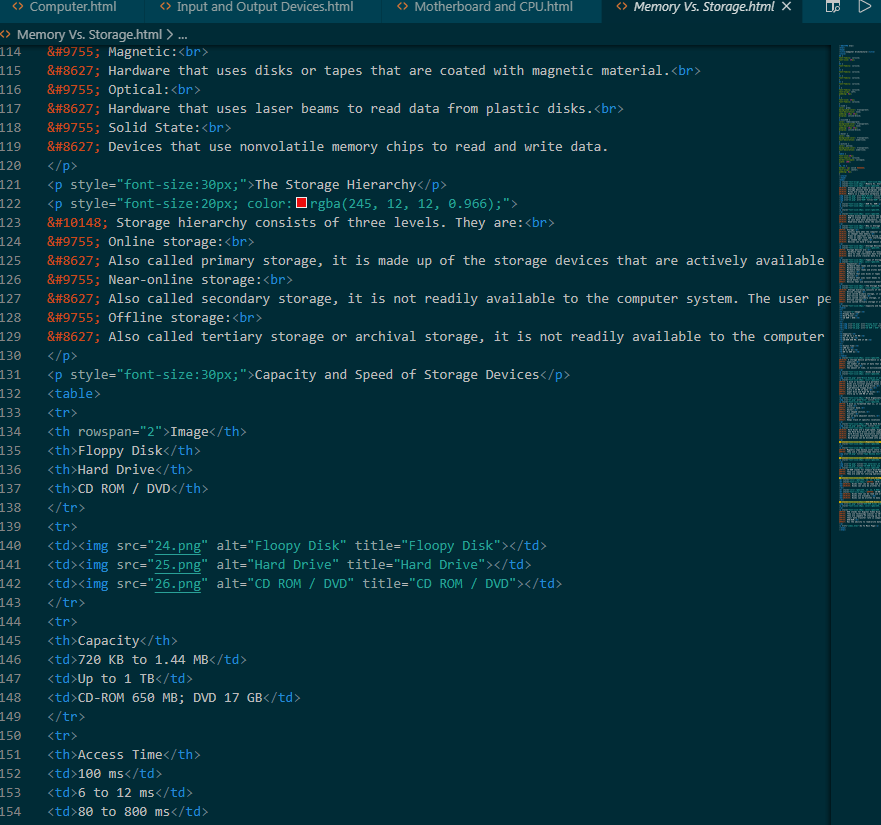 Computer.html Input and Output Devices.html Motherboard and CPU.html Memory Vs. Storage.html
Memory Vs. Storage.html > ...
114 &#9755; Magnetic:<br>
115 &#8627; Hardware that uses disks or tapes that are coated with magnetic material.<br>
116 &#9755; Optical:<br>
117 &#8627; Hardware that uses laser beams to read data from plastic disks.<br>
118 &#9755; Solid State:<br>
119 &#8627; Devices that use nonvolatile memory chips to read and write data.
120 </p>
121 <p style="font-size:30px;">The Storage Hierarchy</p>
122 <p style="font-size:20px; color:rgba(245, 12, 12, 0.966);">
123 &#10148; Storage hierarchy consists of three levels. They are:<br>
124 &#9755; Online storage:<br>
125 &#8627; Also called primary storage, it is made up of the storage devices that are actively available
126 &#9755; Near-online storage:<br>
127 &#8627; Also called secondary storage, it is not readily available to the computer system. The user pe
128 &#9755; Offline storage:<br>
129 &#8627; Also called tertiary storage or archival storage, it is not readily available to the computer
130 </p>
131 <p style="font-size:30px;">Capacity and Speed of Storage Devices</p>
132 <table>
133 <tr>
134 <th rowspan="2">Image</th>
135 <th>Floppy Disk</th>
136 <th>Hard Drive</th>
137 <th>CD ROM / DVD</th>
138 </tr>
139 <tr>
140 <td><img src="24.png" alt="Floopy Disk" title="Floopy Disk"></td>
141 <td><img src="25.png" alt="Hard Drive" title="Hard Drive"></td>
142 <td><img src="26.png" alt="CD ROM / DVD" title="CD ROM / DVD"></td>
143 </tr>
144 <tr>
145 <th>Capacity</th>
146 <td>720 KB to 1.44 MB</td>
147 <td>Up to 1 TB</td>
148 <td>CD-ROM 650 MB; DVD 17 GB</td>
149 </tr>
150 <tr>
151 <th>Access Time</th>
152 <td>100 ms</td>
153 <td>6 to 12 ms</td>
154 <td>80 to 800 ms</td>